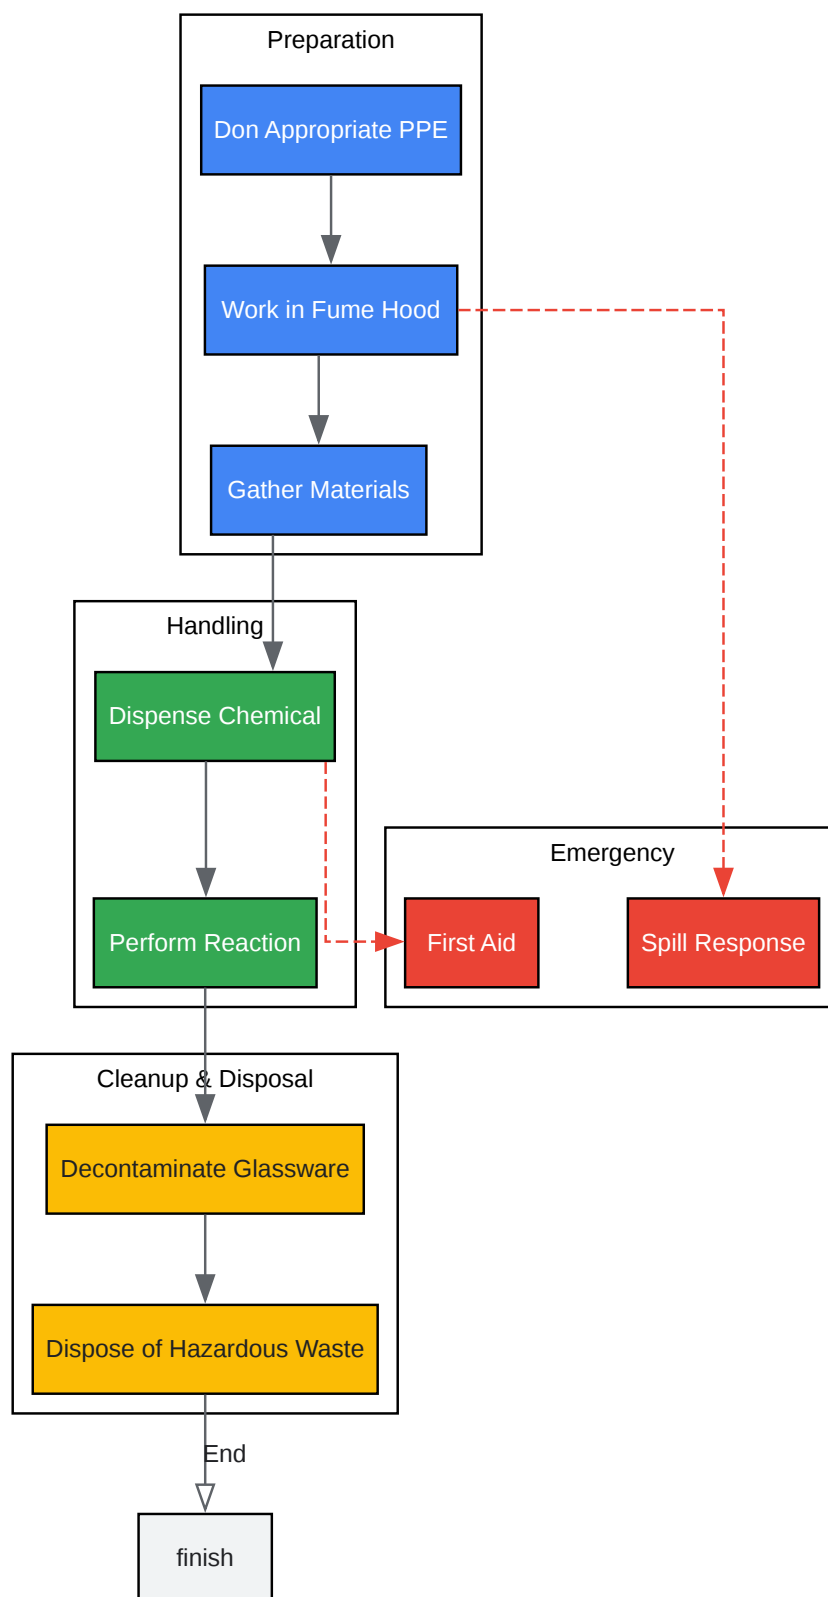 Preparation
Don Appropriate PPE
Work in Fume Hood
Gather Materials
Handling
Dispense Chemical
Emergency
Perform Reaction
First Aid
Spill Response
Cleanup & Disposal
Decontaminate Glassware
Dispose of Hazardous Waste
End
finish